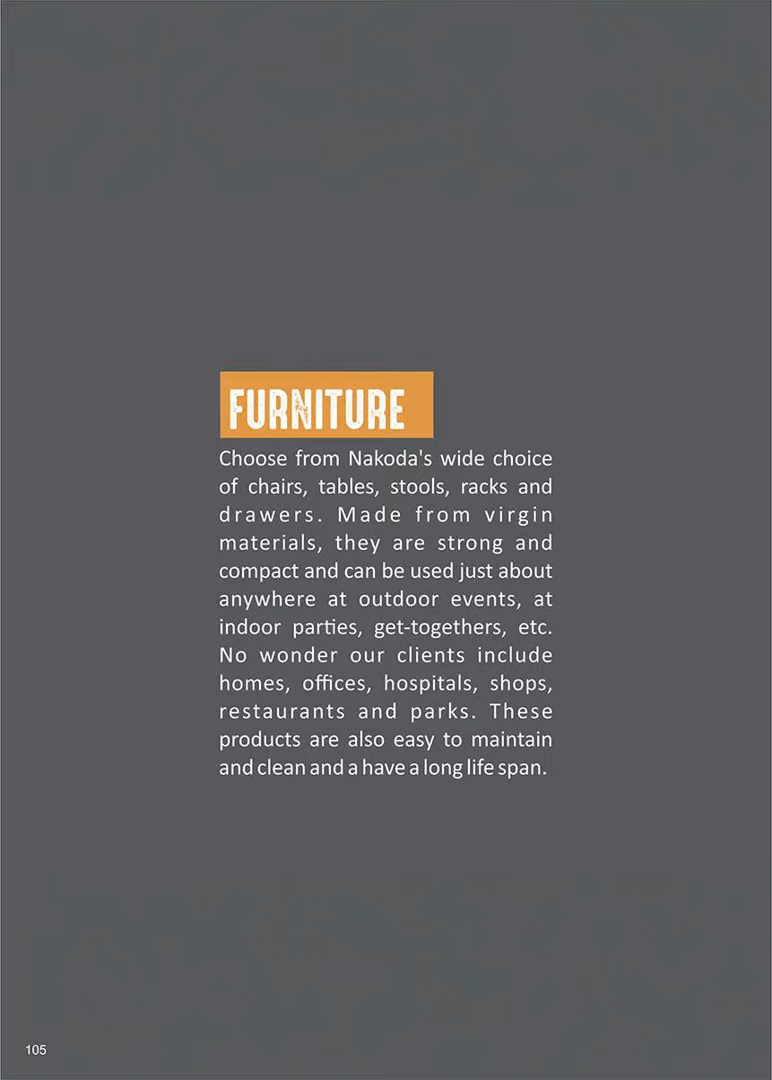 FURNITURE
Choose from Nakoda's wide choice
of chairs, tables, stools, racks and
drawers. Made from virgin
materials, they are strong and
compact and can be used just about
anywhere at outdoor events, at
indoor parties, get-togethers, etc.
No wonder our clients include
homes, offices, hospitals, shops,
restaurants and parks. These
products are also easy to maintain
and clean and a have a long life span.
105